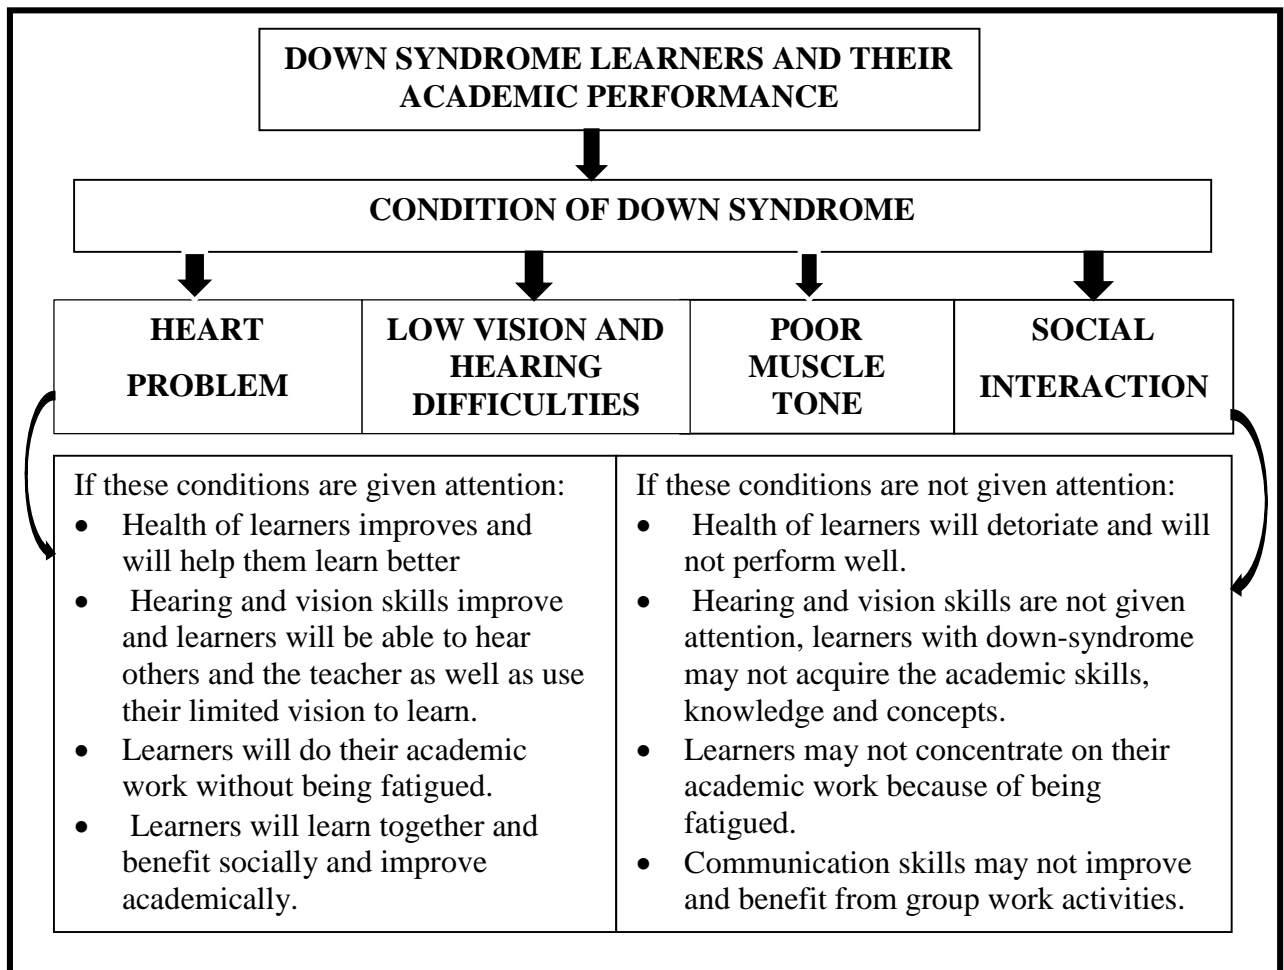 DOWN SYNDROME LEARNERS AND THEIR
ACADEMIC PERFORMANCE
CONDITION OF DOWN SYNDROME
HEART
PROBLEM
LOW VISION AND
HEARING
DIFFICULTIES
POOR
MUSCLE
TONE
SOCIAL
INTERACTION
If these conditions are given attention:
• Health of learners improves and
will help them learn better
• Hearing and vision skills improve
and learners will be able to hear
others and the teacher as well as use
their limited vision to learn.
• Learners will do their academic
work without being fatigued.
• Learners will learn together and
benefit socially and improve
academically.
If these conditions are not given attention:
• Health of learners will detoriate and will
not perform well.
• Hearing and vision skills are not given
attention, learners with down-syndrome
may not acquire the academic skills,
knowledge and concepts.
• Learners may not concentrate on their
academic work because of being
fatigued.
• Communication skills may not improve
and benefit from group work activities.